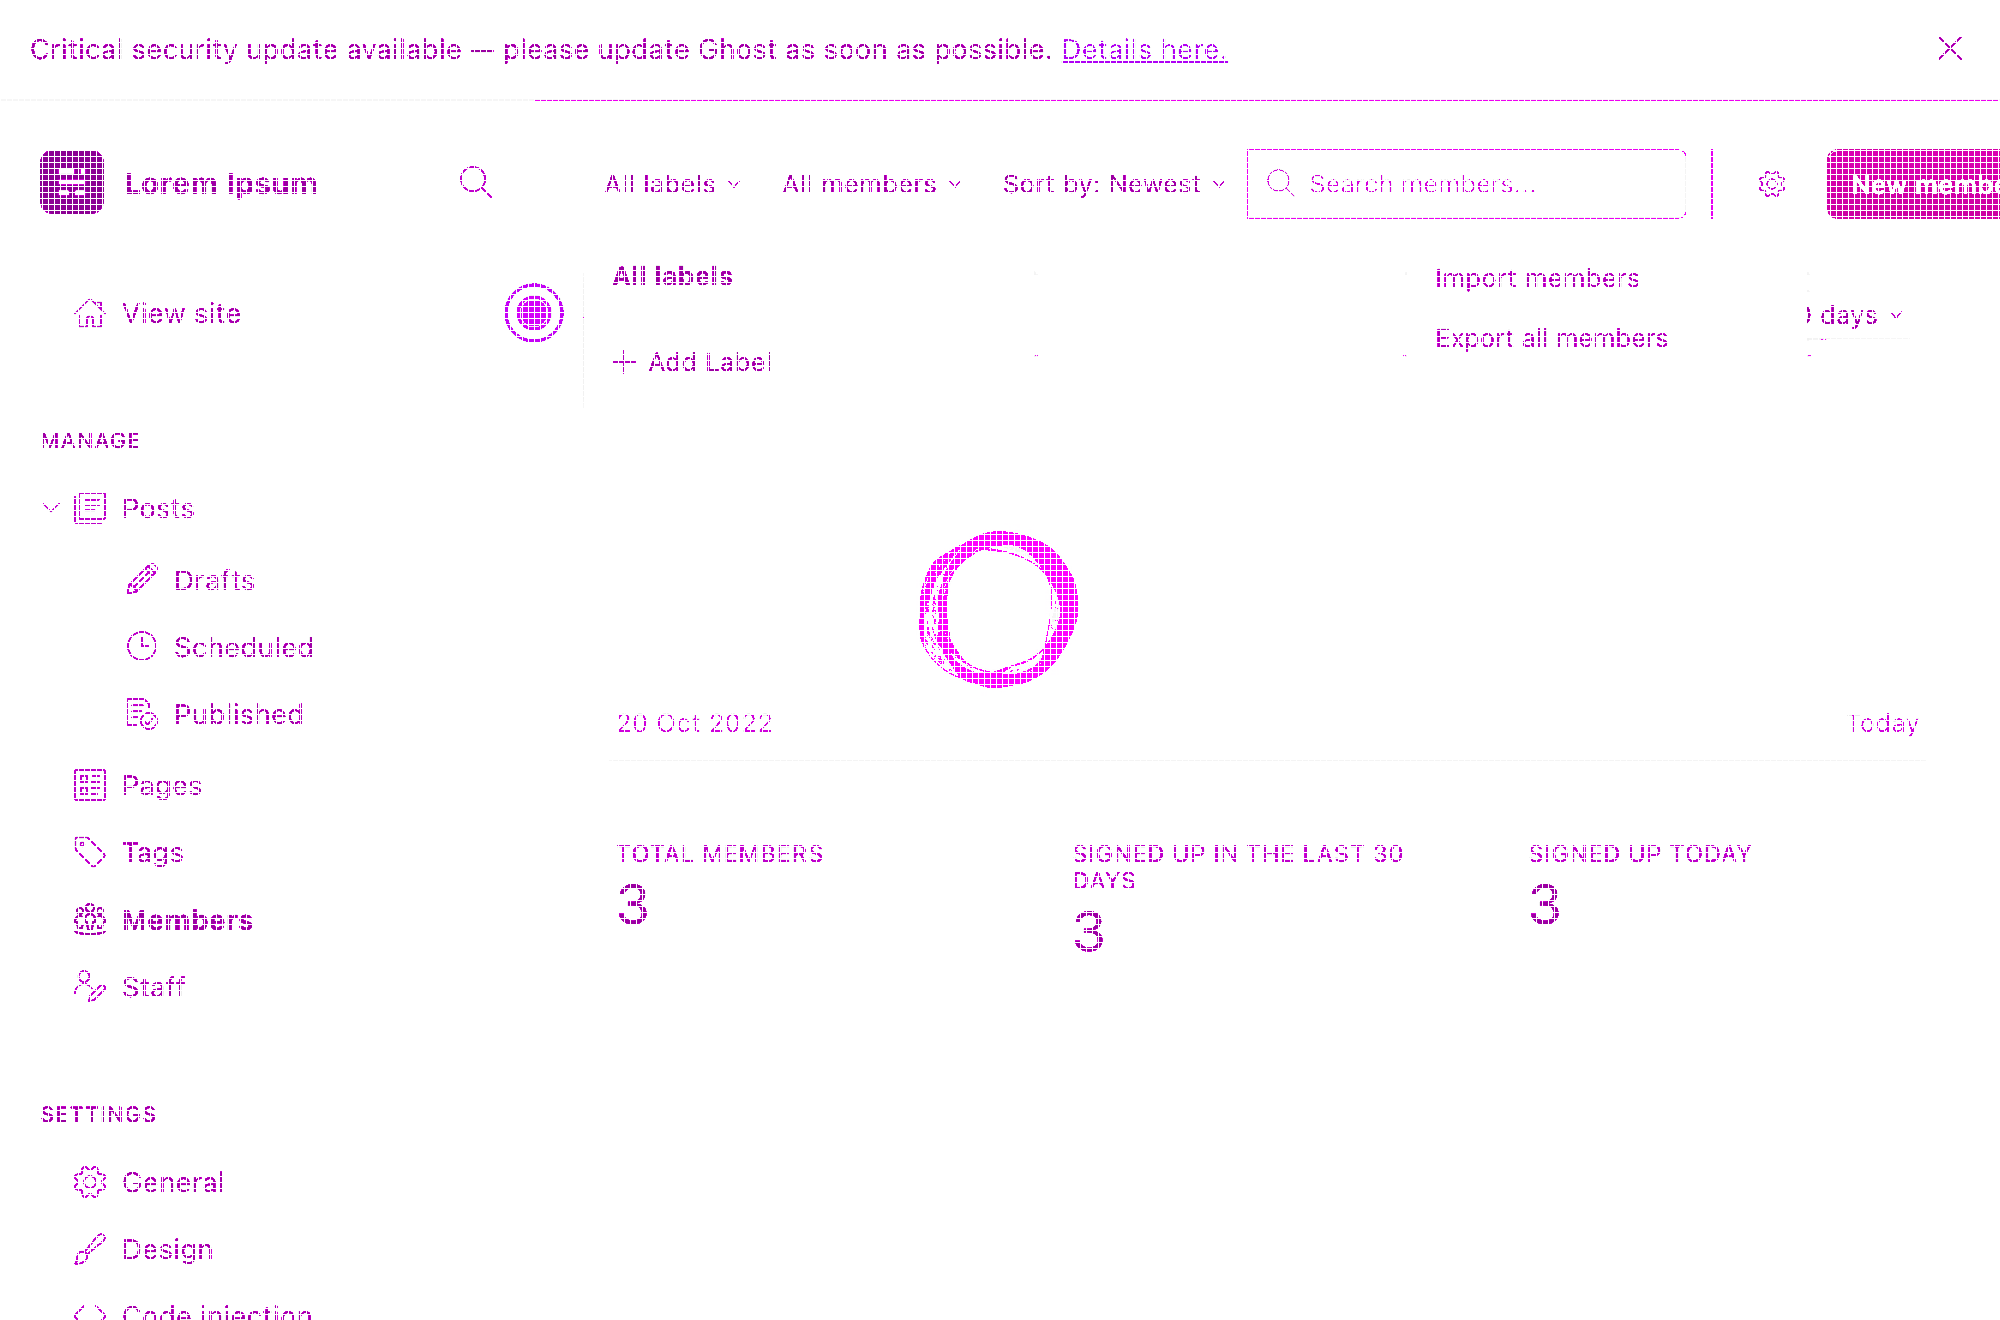 Critical security update available — please update Ghost as soon as possible. Details here.
Lorem Ipsum
All labels
All members
Sort by: Newest
Search members...
New
All labels
Import members
View site
days
Export all members
Add Label
MANAGE
Posts
Drafts
Scheduled
Published
20 Oct 2022
Today
Pages
Tags
TOTAL MEMBERS
3
SIGNED UP IN THE LAST 30
DAYS
3
SIGNED UP TODAY
3
Members
Staff
SETTINGS
General
Design
Code injection